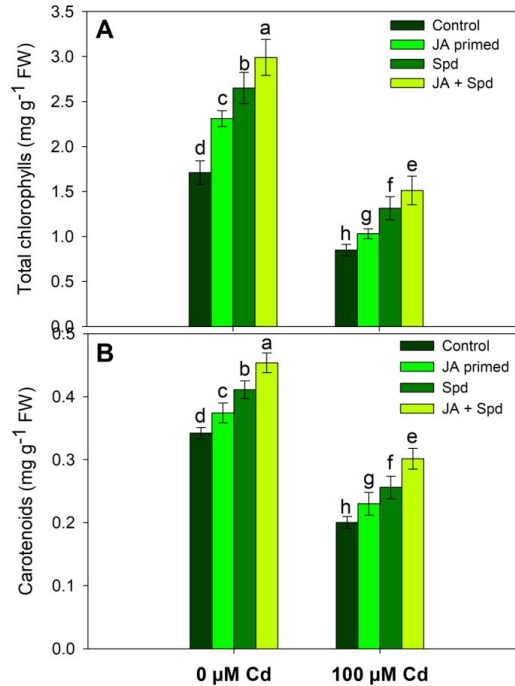 A
Control
JA primed
Spd
JA + Spd
Total chlorophylls (mg g⁻¹ FW)
3.5
3.0
2.5
2.0
1.5
1.0
0.5
0.0
d
c
b
a
h
g
f
e
B
Control
JA primed
Spd
JA + Spd
Carotenoids (mg g⁻¹ FW)
0.5
0.4
0.3
0.2
0.1
0.0
d
c
b
a
h
g
f
e
0 µM Cd
100 µM Cd